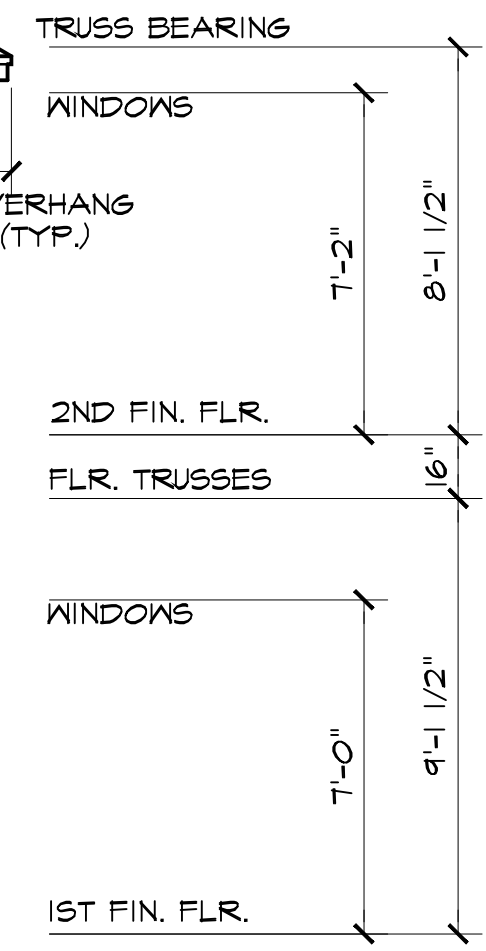 TRUSS BEARING
WINDOWS
(TYP.)
7'-2"
8'-1 1/2"
2ND FIN. FLR.
FLR. TRUSSES
16"
WINDOWS
7'-0"
9'-1 1/2"
1ST FIN. FLR.